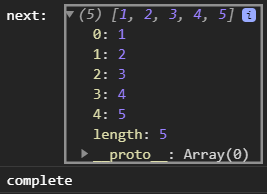 next: ▼(5) [1, 2, 3, 4, 5] i
0: 1
1: 2
2: 3
3: 4
4: 5
length: 5
▶__proto__: Array(0)
complete